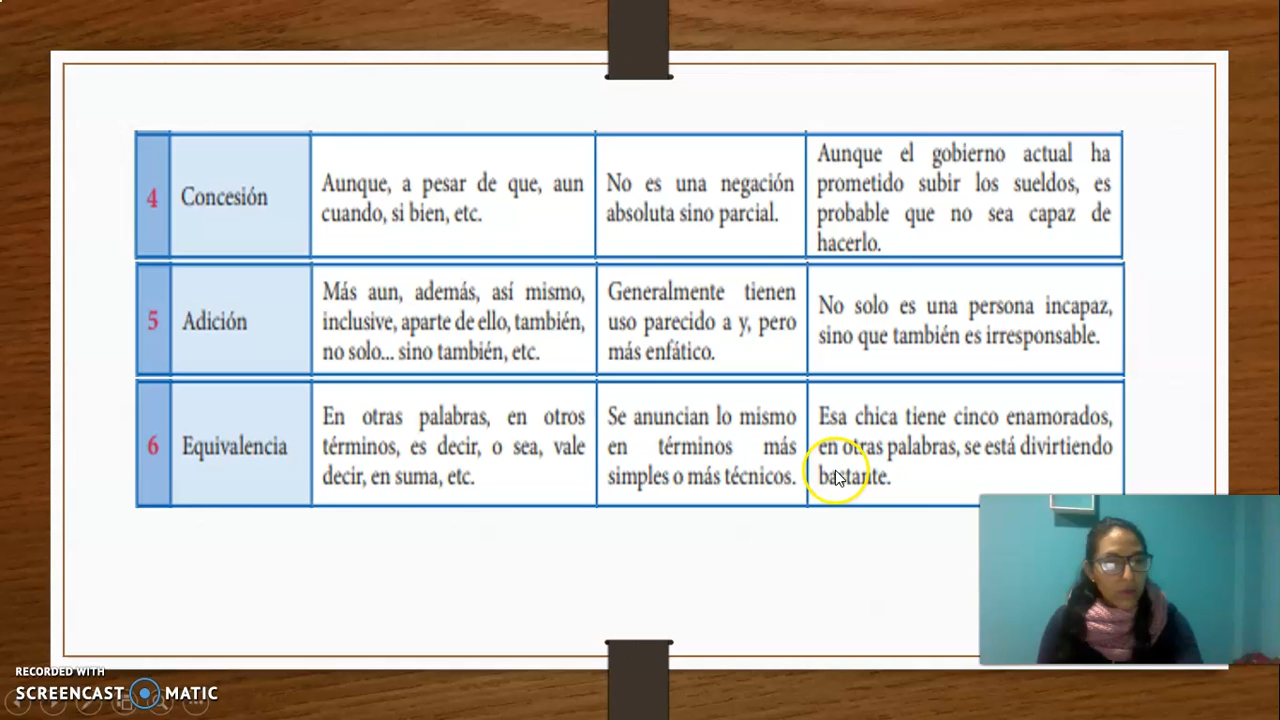 4
Concesión
Aunque, a pesar de que, aun
cuando, si bien, etc.
No es una negación
absoluta sino parcial.
Aunque el gobierno actual ha
prometido subir los sueldos, es
probable que no sea capaz de
hacerlo.
5
Adición
Más aun, además, así mismo,
inclusive, aparte de ello, también,
no solo... sino también, etc.
Generalmente tienen
uso parecido a y, pero
más enfático.
No solo es una persona incapaz,
sino que también es irresponsable.
6
Equivalencia
En otras palabras, en otros
términos, es decir, o sea, vale
decir, en suma, etc.
Se anuncian lo mismo
en términos más
simples o más técnicos.
Esa chica tiene cinco enamorados,
en otras palabras, se está divirtiendo
bastante.
RECORDED WITH
SCREENCAST MATIC